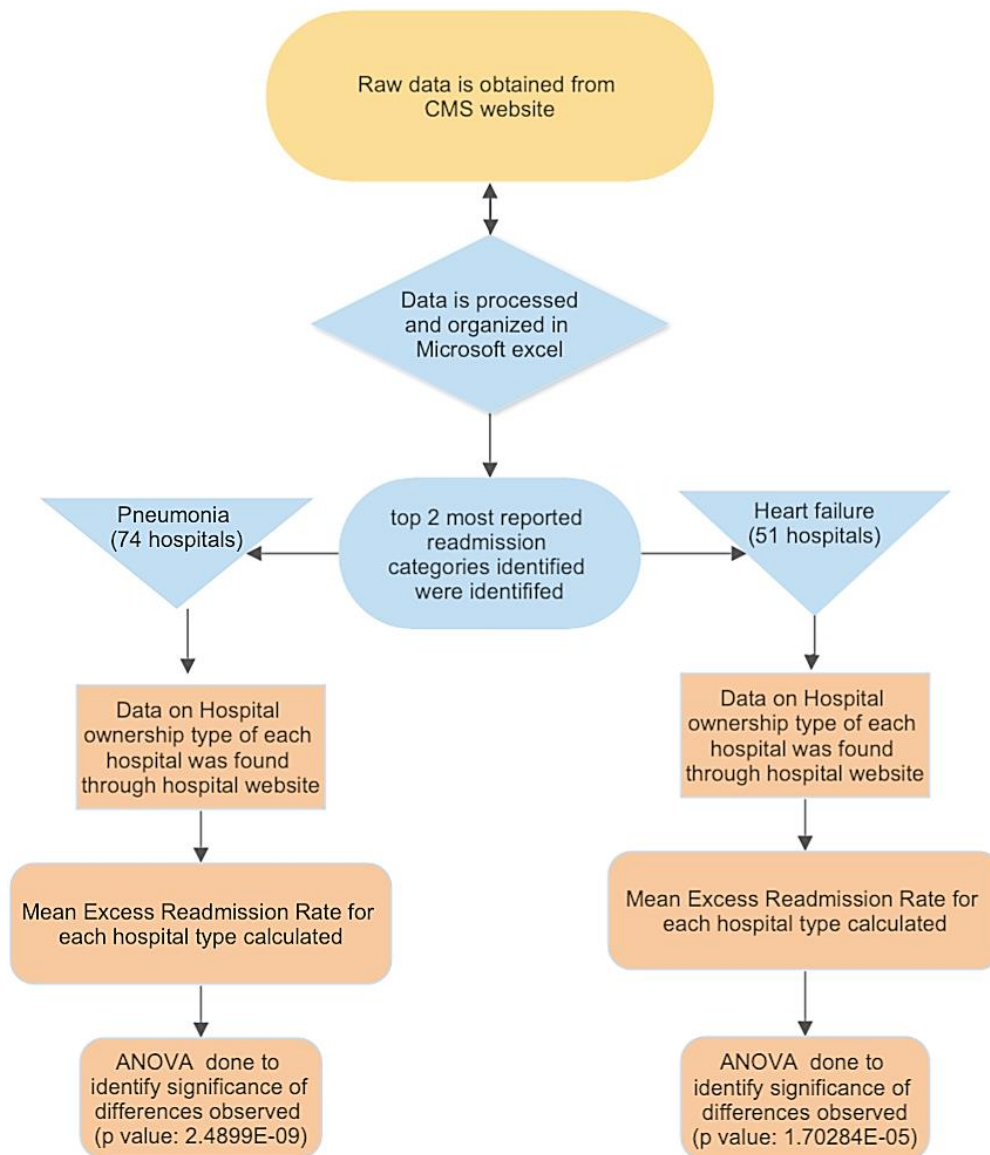 Raw data is obtained from
CMS website
Data is processed
and organized in
Microsoft excel
top 2 most reported
readmission
categories identified
were identififed
Pneumonia
(74 hospitals)
Heart failure
(51 hospitals)
Data on Hospital
ownership type of each
hospital was found
through hospital website
Data on Hospital
ownership type of each
hospital was found
through hospital website
Mean Excess Readmission Rate for
each hospital type calculated
Mean Excess Readmission Rate for
each hospital type calculated
ANOVA done to
identify significance of
differences observed
(p value: 2.4899E-09)
ANOVA done to
identify significance of
differences observed
(p value: 1.70284E-05)